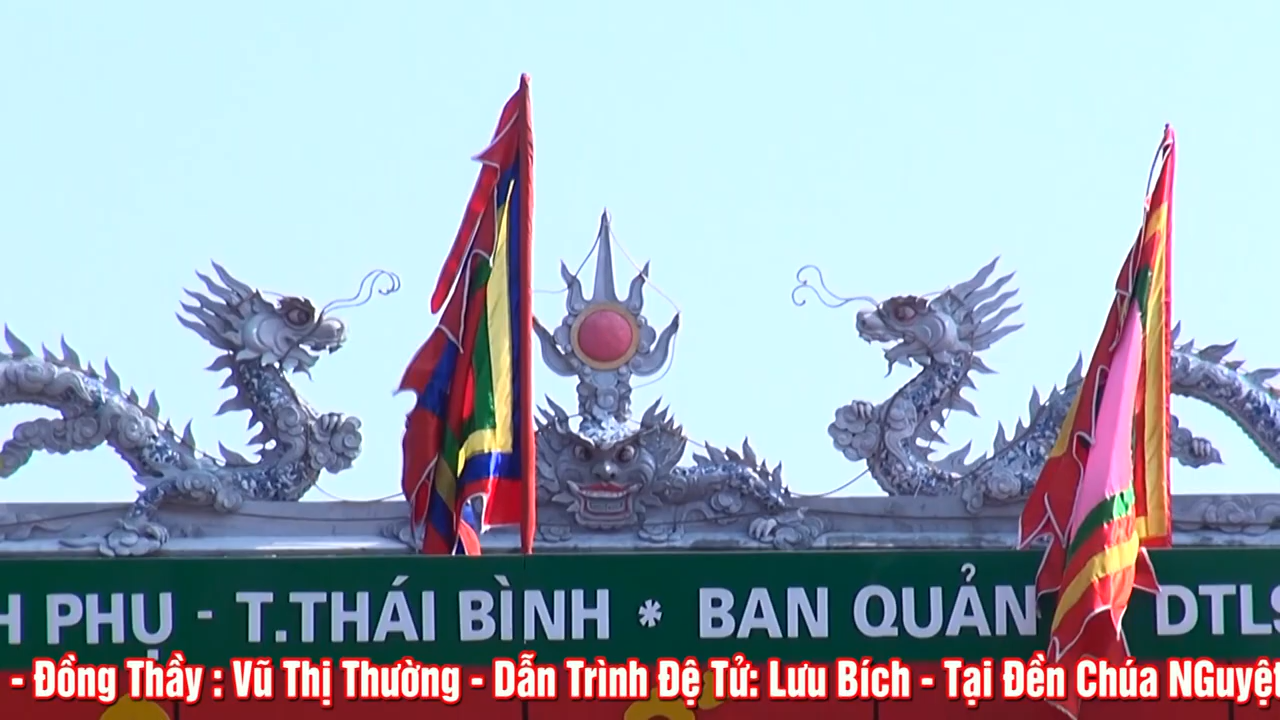 H PHỤ - T.THÁI BÌNH * BAN QUẢN DTLS
- Đồng Thầy : Vũ Thị Thường - Dẫn Trình Đệ Tử: Lưu Bích - Tại Đền Chúa NGuyệt